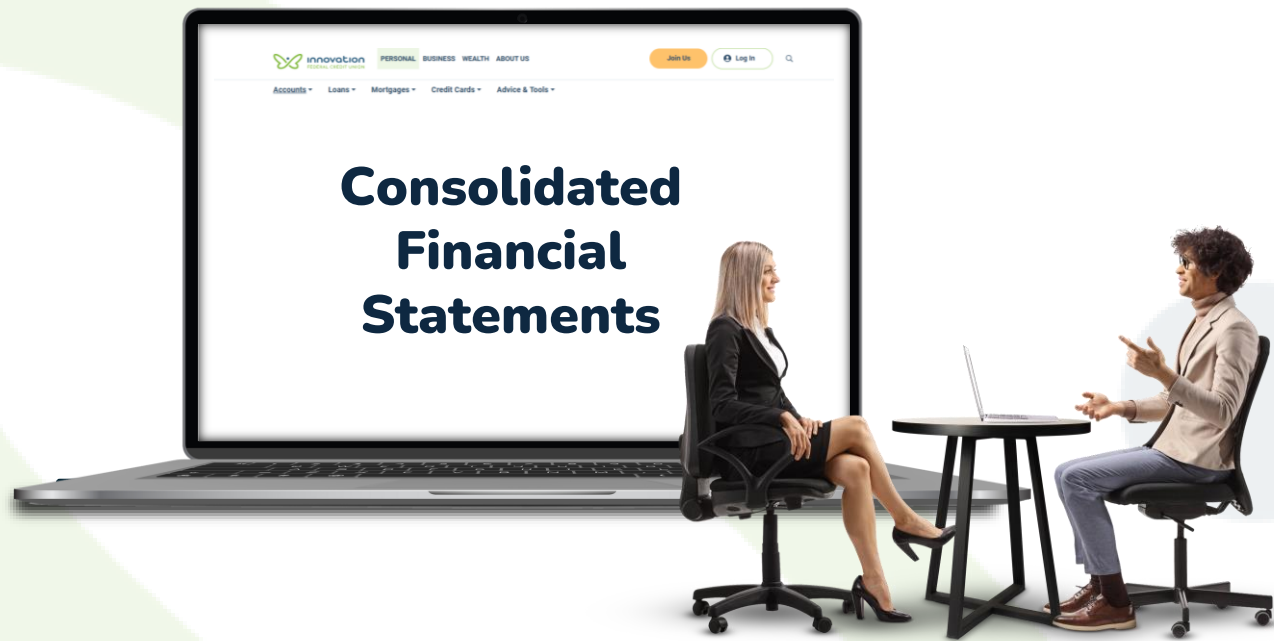 innovation
FEDERAL CREDIT UNION
PERSONAL BUSINESS WEALTH ABOUT US
Join Us
Log In
Accounts Loans Mortgages Credit Cards Advice & Tools
Consolidated
Financial
Statements